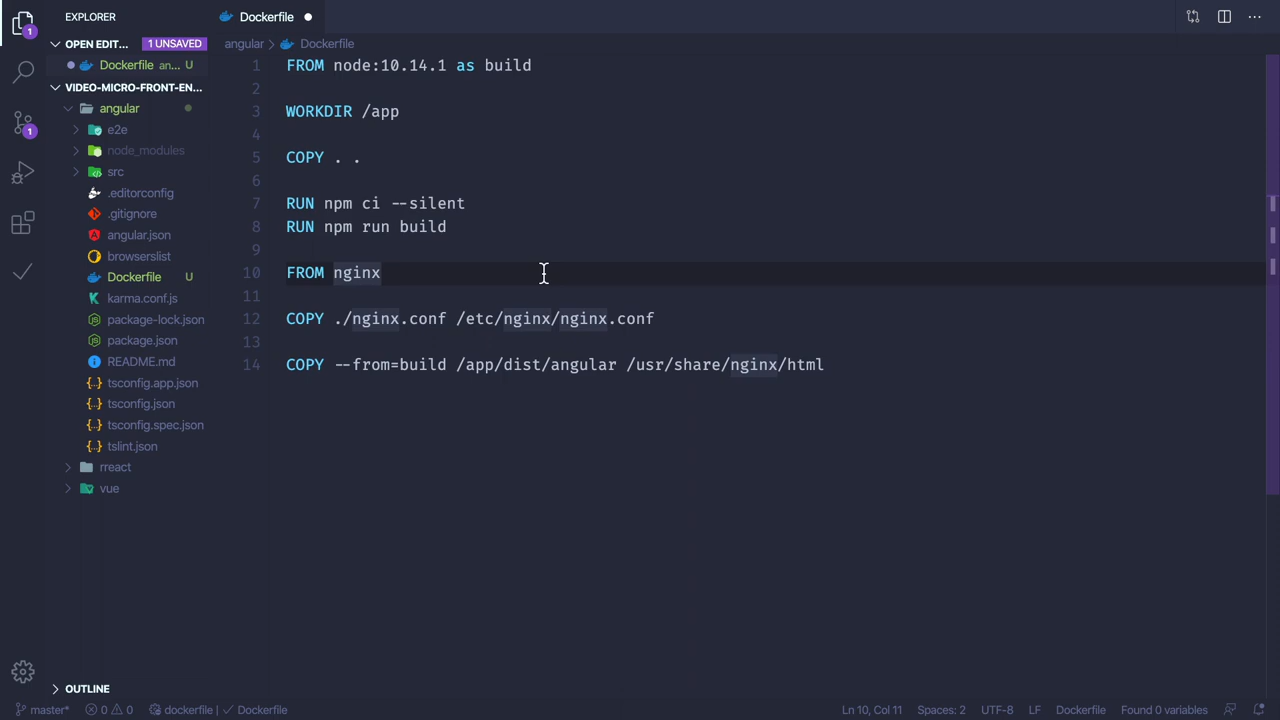 EXPLORER
Dockerfile
OPEN EDIT... 1 UNSAVED
angular > Dockerfile
Dockerfile an... U
VIDEO-MICRO-FRONT-EN...
angular
e2e
node_modules
src
.editorconfig
.gitignore
angular.json
browserslist
Dockerfile U
karma.conf.js
package-lock.json
package.json
README.md
tsconfig.app.json
tsconfig.json
tsconfig.spec.json
tslint.json
rreact
vue
OUTLINE
1 FROM node:10.14.1 as build
2
3 WORKDIR /app
4
5 COPY . .
6
7 RUN npm ci --silent
8 RUN npm run build
9
10 FROM nginx
11
12 COPY ./nginx.conf /etc/nginx/nginx.conf
13
14 COPY --from=build /app/dist/angular /usr/share/nginx/html
1
1
master* 0 0 dockerfile | Dockerfile Ln 10, Col 11 Spaces: 2 UTF-8 LF Dockerfile Found 0 variables